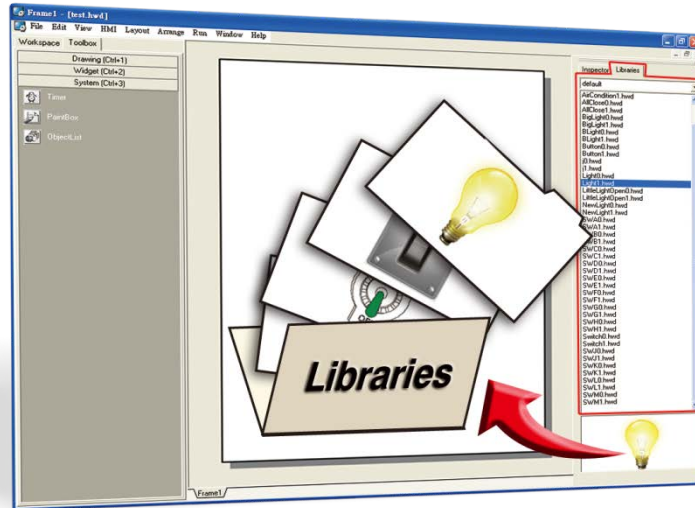 Frame1 - [test.hwd]
File Edit View HMI Layout Arrange Run Window Help
Workspace Toolbox
Drawing (Ctrl+1)
Widget (Ctrl+2)
System (Ctrl+3)
Timer
PaintBox
ObjectList
Libraries
Frame1
Inspector Libraries
default
AirCondition1.hwd
AllClose0.hwd
AllClose1.hwd
BigLight0.hwd
BigLight1.hwd
BLight0.hwd
BLight1.hwd
Button0.hwd
Button1.hwd
j0.hwd
j1.hwd
Light0.hwd
Light1.hwd
LittleLightOpen0.hwd
LittleLightOpen1.hwd
NewLight0.hwd
NewLight1.hwd
SWA0.hwd
SWA1.hwd
SWB0.hwd
SWB1.hwd
SWC0.hwd
SWC1.hwd
SWD0.hwd
SWD1.hwd
SWE0.hwd
SWE1.hwd
SWF0.hwd
SWF1.hwd
SWG0.hwd
SWG1.hwd
SWH0.hwd
SWH1.hwd
Switch0.hwd
Switch1.hwd
SWJ0.hwd
SWJ1.hwd
SWK0.hwd
SWK1.hwd
SWL0.hwd
SWL1.hwd
SWM0.hwd
SWM1.hwd